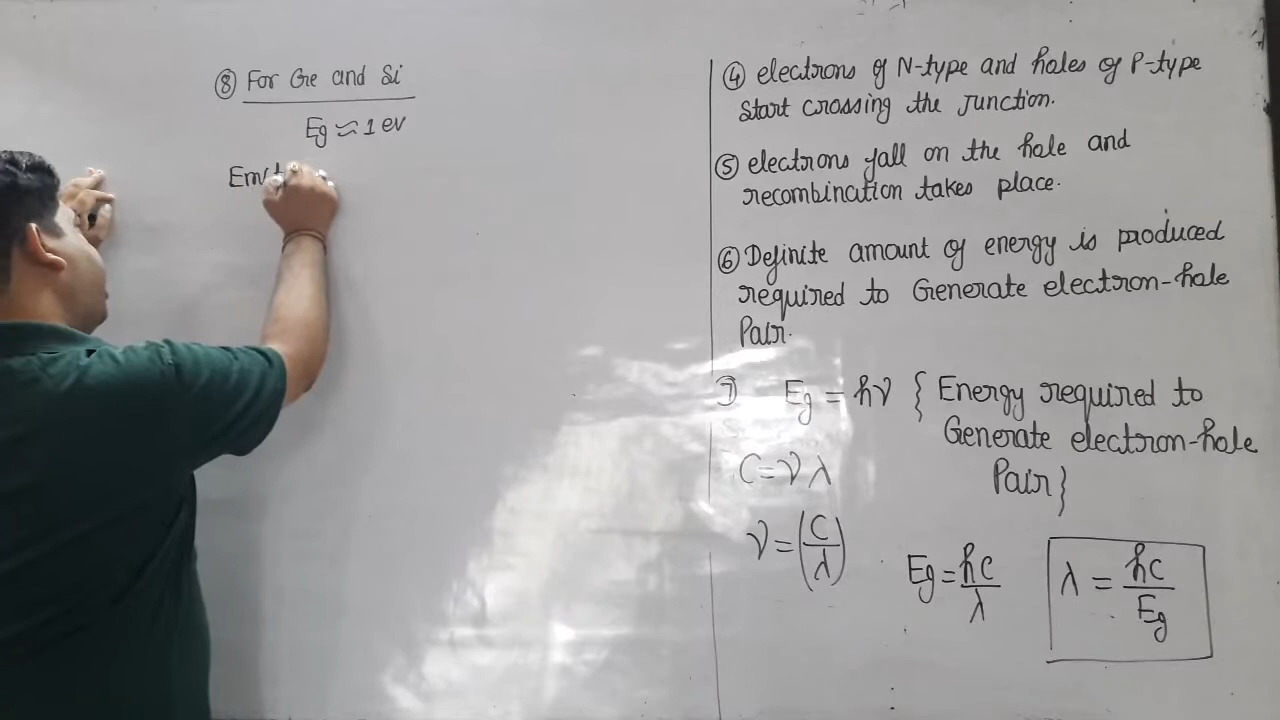 ⑧ For Ge and Si
Eg ≈ 1 ev
④ electrons of N-type and holes of P-type
start crossing the Junction.
⑤ electrons fall on the hole and
recombination takes place.
⑥ Definite amount of energy is produced
required to Generate electron-hole
Pair.
⑦ Eg = hν { Energy required to
Generate electron-hole
Pair }
C = νλ
ν = (C/λ)
Eg = hc/λ
λ = hc/Eg